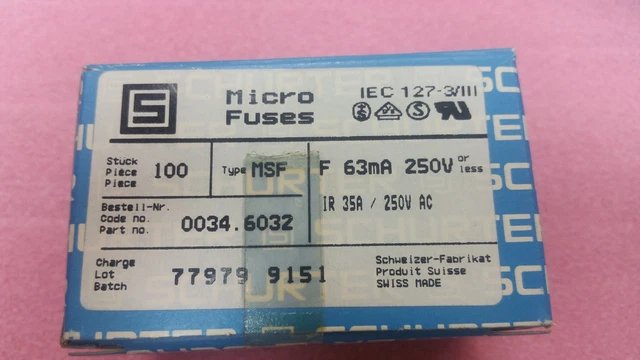 S Micro Fuses
IEC 127-3/III
Stück
Pièce 100
Piece
Type MSF
F 63mA 250V or less
IR 35A / 250V AC
Bestell-Nr.
Code no.
Part no. 0034.6032
Charge
Lot
Batch 77979 9151
Schweizer-Fabrikat
Produit Suisse
SWISS MADE
SCHURTER